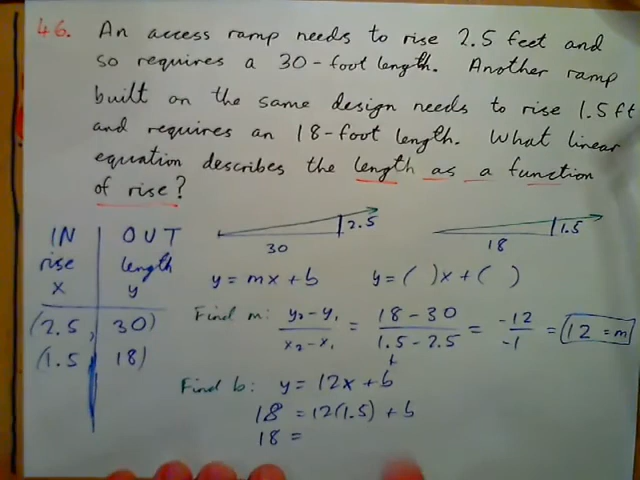 46. An access ramp needs to rise 2.5 feet and
so requires a 30-foot length. Another ramp
built on the same design needs to rise 1.5 ft
and requires an 18-foot length. What linear
equation describes the length as a function
of rise?
IN OUT
rise length
x y
(2.5, 30)
(1.5, 18)
2.5
30
1.5
18
y = mx + b y = ( )x + ( )
Find m: y₂-y₁/x₂-x₁ = 18-30/1.5-2.5 = -12/-1 = 12 = m
Find b: y = 12x + b
18 = 12(1.5) + b
18 =